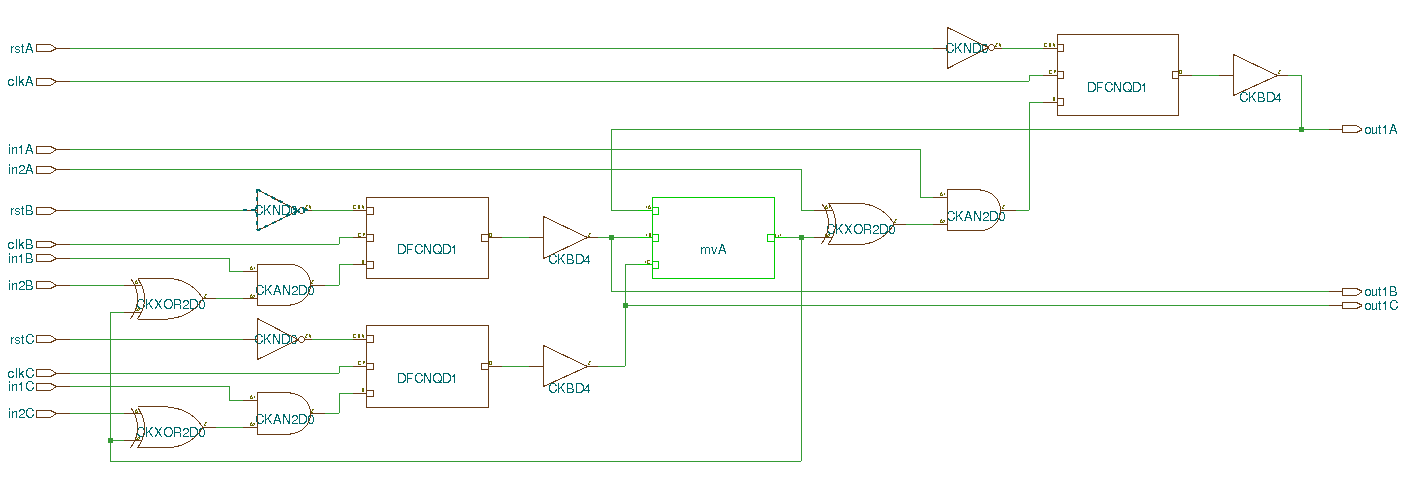 rstA
CKND0
clkA
DFCNQD1
CKBD4
out1A
in1A
in2A
rstB
CKND0
CKAN2D0
CKXOR2D0
clkB
DFCNQD1
mvA
in1B
CKBD4
in2B
CKAN2D0
out1B
CKXOR2D0
out1C
rstC
CKND0
clkC
DFCNQD1
in1C
CKBD4
in2C
CKAN2D0
CKXOR2D0